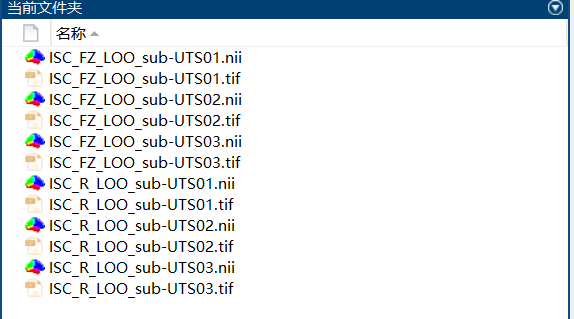 当前文件夹
名称
ISC_FZ_LOO_sub-UTS01.nii
ISC_FZ_LOO_sub-UTS01.tif
ISC_FZ_LOO_sub-UTS02.nii
ISC_FZ_LOO_sub-UTS02.tif
ISC_FZ_LOO_sub-UTS03.nii
ISC_FZ_LOO_sub-UTS03.tif
ISC_R_LOO_sub-UTS01.nii
ISC_R_LOO_sub-UTS01.tif
ISC_R_LOO_sub-UTS02.nii
ISC_R_LOO_sub-UTS02.tif
ISC_R_LOO_sub-UTS03.nii
ISC_R_LOO_sub-UTS03.tif